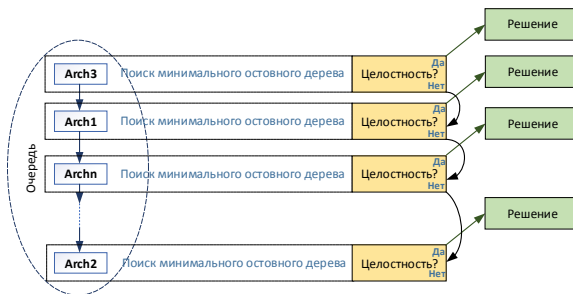 Решение
Да
Arch3 Поиск минимального остовного дерева Целостность?
Нет
Решение
Да
Arch1 Поиск минимального остовного дерева Целостность?
Нет
Решение
Да
Archn Поиск минимального остовного дерева Целостность?
Нет
Очередь
Решение
Да
Arch2 Поиск минимального остовного дерева Целостность?
Нет